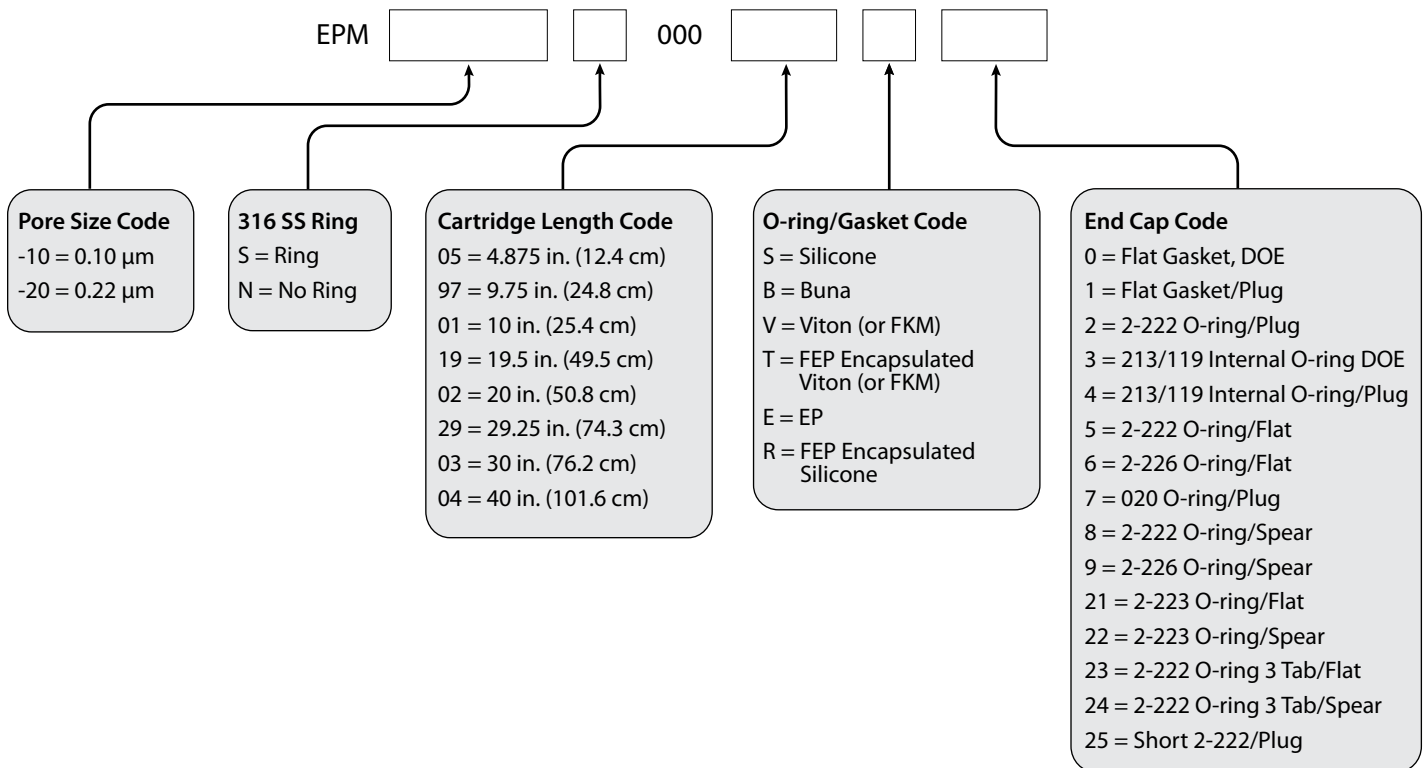 EPM 000
Pore Size Code
-10 = 0.10 µm
-20 = 0.22 µm
316 SS Ring
S = Ring
N = No Ring
Cartridge Length Code
05 = 4.875 in. (12.4 cm)
97 = 9.75 in. (24.8 cm)
01 = 10 in. (25.4 cm)
19 = 19.5 in. (49.5 cm)
02 = 20 in. (50.8 cm)
29 = 29.25 in. (74.3 cm)
03 = 30 in. (76.2 cm)
04 = 40 in. (101.6 cm)
O-ring/Gasket Code
S = Silicone
B = Buna
V = Viton (or FKM)
T = FEP Encapsulated
Viton (or FKM)
E = EP
R = FEP Encapsulated
Silicone
End Cap Code
0 = Flat Gasket, DOE
1 = Flat Gasket/Plug
2 = 2-222 O-ring/Plug
3 = 213/119 Internal O-ring DOE
4 = 213/119 Internal O-ring/Plug
5 = 2-222 O-ring/Flat
6 = 2-226 O-ring/Flat
7 = 020 O-ring/Plug
8 = 2-222 O-ring/Spear
9 = 2-226 O-ring/Spear
21 = 2-223 O-ring/Flat
22 = 2-223 O-ring/Spear
23 = 2-222 O-ring 3 Tab/Flat
24 = 2-222 O-ring 3 Tab/Spear
25 = Short 2-222/Plug